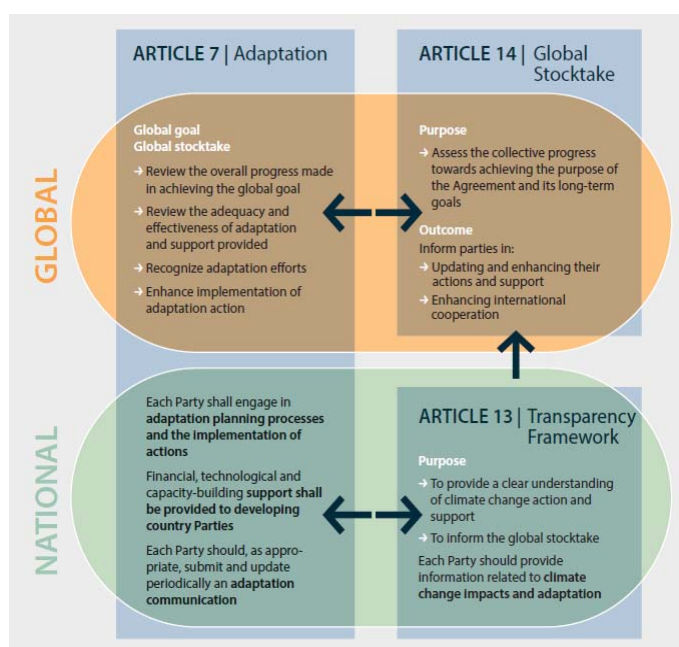 ARTICLE 7 | Adaptation
GLOBAL
Global goal
Global stocktake
→ Review the overall progress made
in achieving the global goal
→ Review the adequacy and
effectiveness of adaptation
and support provided
→ Recognize adaptation efforts
→ Enhance implementation of
adaptation action
ARTICLE 14 | Global
Stocktake
Purpose
→ Assess the collective progress
towards achieving the purpose of
the Agreement and its long-term
goals
Outcome
Inform parties in:
→ Updating and enhancing their
actions and support
→ Enhancing international
cooperation
NATIONAL
Each Party shall engage in
adaptation planning processes
and the implementation of
actions
Financial, technological and
capacity-building support shall
be provided to developing
country Parties
Each Party should, as appro-
priate, submit and update
periodically an adaptation
communication
ARTICLE 13 | Transparency
Framework
Purpose
→ To provide a clear understanding
of climate change action and
support
→ To inform the global stocktake
Each Party should provide
information related to climate
change impacts and adaptation